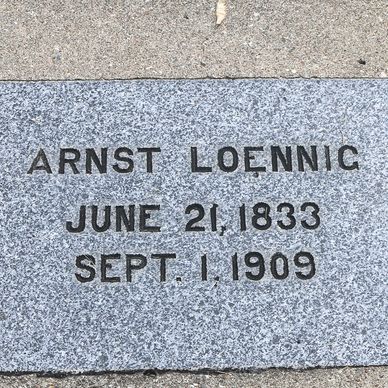 ARNST LOENNIG
JUNE 21, 1833
SEPT. 1, 1909